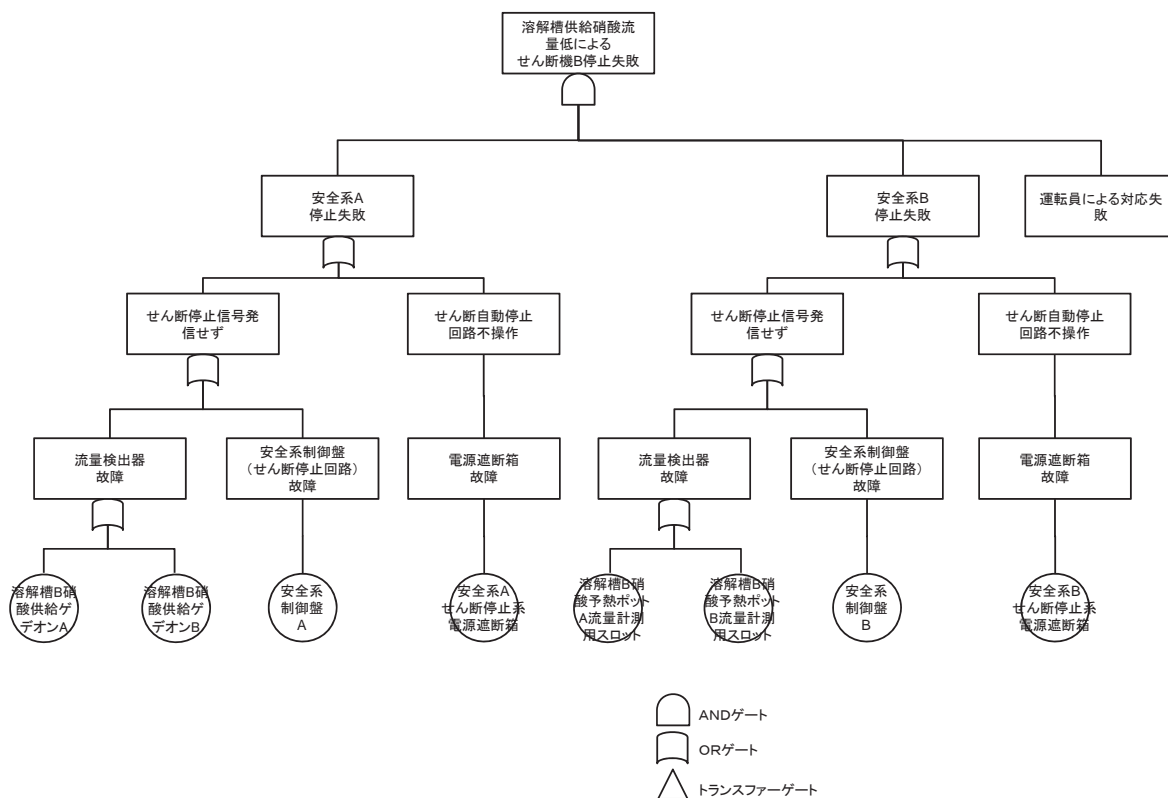 溶解槽供給硝酸流
量低による
せん断機B停止失敗
安全系A
停止失敗
安全系B
停止失敗
運転員による対応失
敗
せん断停止信号発
信せず
せん断自動停止
回路不操作
せん断停止信号発
信せず
せん断自動停止
回路不操作
流量検出器
故障
安全系制御盤
(せん断停止回路)
故障
電源遮断箱
故障
流量検出器
故障
安全系制御盤
(せん断停止回路)
故障
電源遮断箱
故障
溶解槽B硝
酸供給ゲ
デオンA
溶解槽B硝
酸供給ゲ
デオンB
安全系
制御盤
A
安全系A
せん断停止系
電源遮断箱
溶解槽B硝
酸予熱ポット
A流量計測
用スロット
溶解槽B硝
酸予熱ポット
B流量計測
用スロット
安全系
制御盤
B
安全系B
せん断停止系
電源遮断箱
ANDゲート
ORゲート
トランスファーゲート